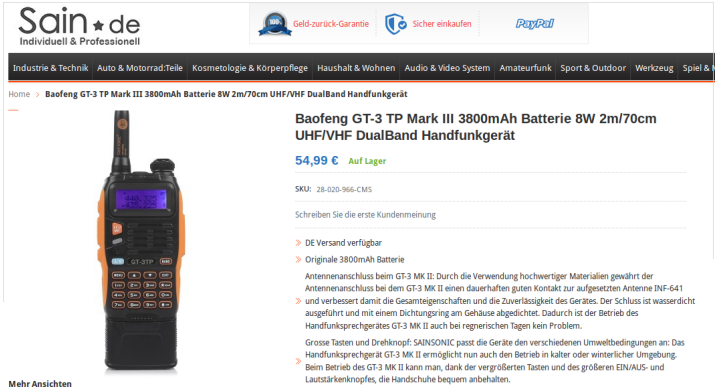 Sain★de
Individuell & Professionell
100%
Geld-zurück-Garantie
Sicher einkaufen
PayPal
Industrie & Technik Auto & Motorrad:Teile Kosmetologie & Körperpflege Haushalt & Wohnen Audio & Video System Amateurfunk Sport & Outdoor Werkzeug Spiel &
Home > Baofeng GT-3 TP Mark III 3800mAh Batterie 8W 2m/70cm UHF/VHF DualBand Handfunkgerät
Baofeng GT-3 TP Mark III 3800mAh Batterie 8W 2m/70cm
UHF/VHF DualBand Handfunkgerät
54,99 € Auf Lager
SKU: 28-020-966-CMS
Schreiben Sie die erste Kundenmeinung
DE Versand verfügbar
Originale 3800mAh Batterie
Antennenanschluss beim GT-3 MK II: Durch die Verwendung hochwertiger Materialien gewährt der
Antennenanschluss bei dem GT-3 MK II einen dauerhaften guten Kontakt zur aufgesetzten Antenne INF-641
und verbessert damit die Gesamteigenschaften und die Zuverlässigkeit des Gerätes. Der Schluss ist wasserdicht
ausgeführt und mit einem Dichtungsring am Gehäuse abgedichtet. Dadurch ist der Betrieb des
Handfunksprechgerätes GT-3 MK II auch bei regnerischen Tagen kein Problem.
Grosse Tasten und Drehknopf: SAINSONIC passt die Geräte den verschiedenen Umweltbedingungen an: Das
Handfunksprechgerät GT-3 MK II ermöglicht nun auch den Betrieb in kalter oder winterlicher Umgebung.
Beim Betrieb des GT-3 MK II kann man, dank der vergrößerten Tasten und des größeren EIN/AUS- und
Lautstärkenknopfes, die Handschuhe bequem anbehalten.
GT-3TP
Mehr Ansichten